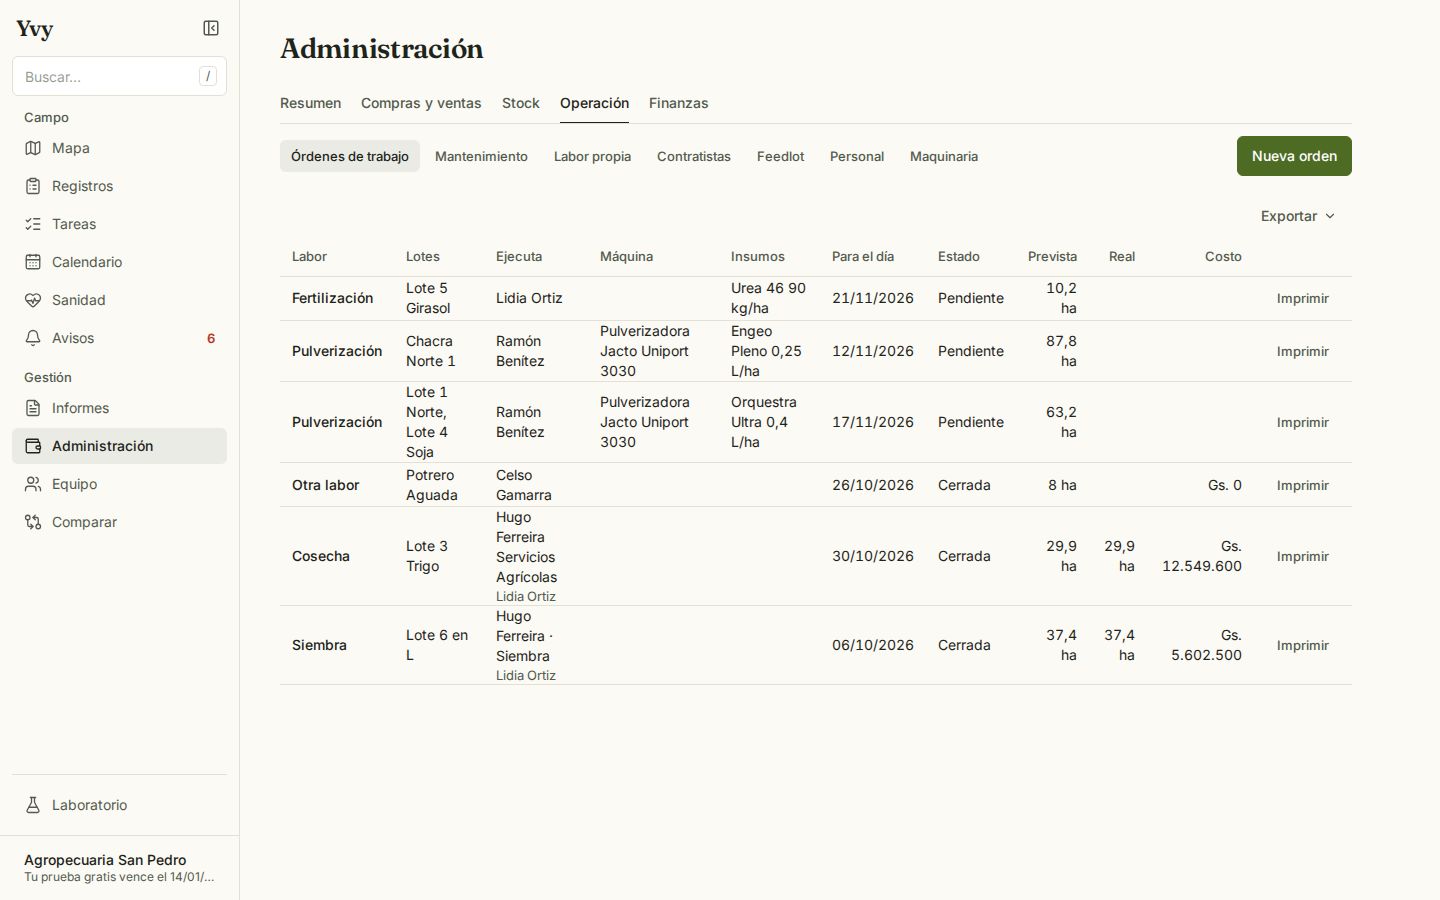 Yvy
Buscar...
/
Campo
Mapa
Registros
Tareas
Calendario
Sanidad
Avisos 6
Gestión
Informes
Administración
Equipo
Comparar
Laboratorio
Agropecuaria San Pedro
Tu prueba gratis vence el 14/01/...
Administración
Resumen Compras y ventas Stock Operación Finanzas
Órdenes de trabajo Mantenimiento Labor propia Contratistas Feedlot Personal Maquinaria
Nueva orden
Exportar
Labor Lotes Ejecuta Máquina Insumos Para el día Estado Prevista Real Costo
Fertilización
Lote 5
Girasol
Lidia Ortiz
Urea 46 90
kg/ha
21/11/2026
Pendiente
10,2
ha
Imprimir
Pulverización
Chacra
Norte 1
Ramón
Benítez
Pulverizadora
Jacto Uniport
3030
Engeo
Pleno 0,25
L/ha
12/11/2026
Pendiente
87,8
ha
Imprimir
Pulverización
Lote 1
Norte,
Lote 4
Soja
Ramón
Benítez
Pulverizadora
Jacto Uniport
3030
Orquestra
Ultra 0,4
L/ha
17/11/2026
Pendiente
63,2
ha
Imprimir
Otra labor
Potrero
Aguada
Celso
Gamarra
26/10/2026
Cerrada
8 ha
Gs. 0
Imprimir
Cosecha
Lote 3
Trigo
Hugo
Ferreira
Servicios
Agrícolas
Lidia Ortiz
30/10/2026
Cerrada
29,9
ha
29,9
ha
Gs.
12.549.600
Imprimir
Siembra
Lote 6 en
L
Hugo
Ferreira ·
Siembra
Lidia Ortiz
06/10/2026
Cerrada
37,4
ha
37,4
ha
Gs.
5.602.500
Imprimir